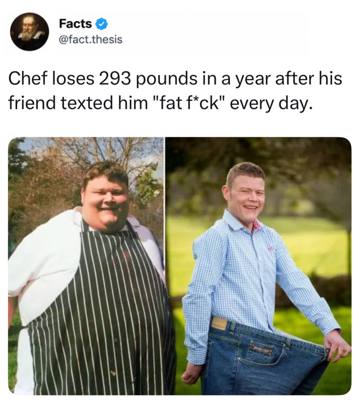 Facts
@fact.thesis
Chef loses 293 pounds in a year after his
friend texted him "fat f*ck" every day.